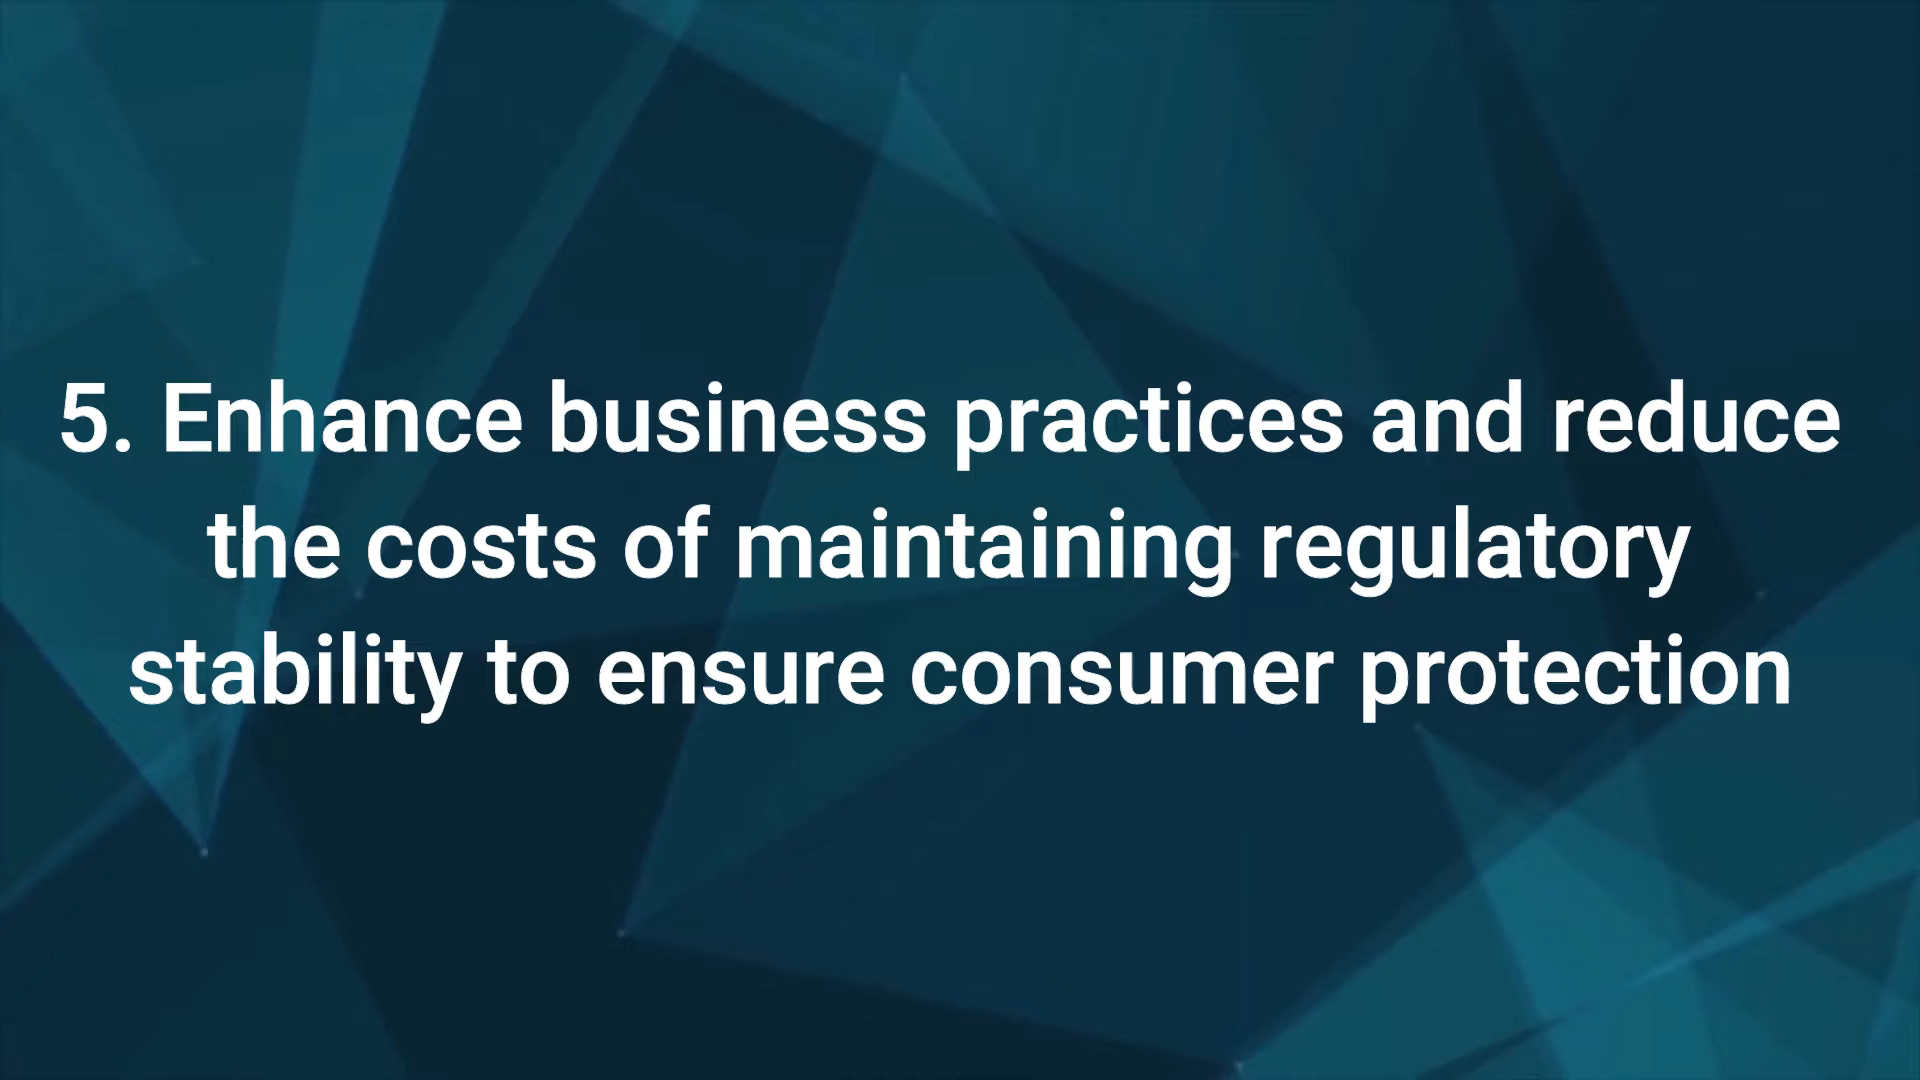 5. Enhance business practices and reduce
the costs of maintaining regulatory
stability to ensure consumer protection